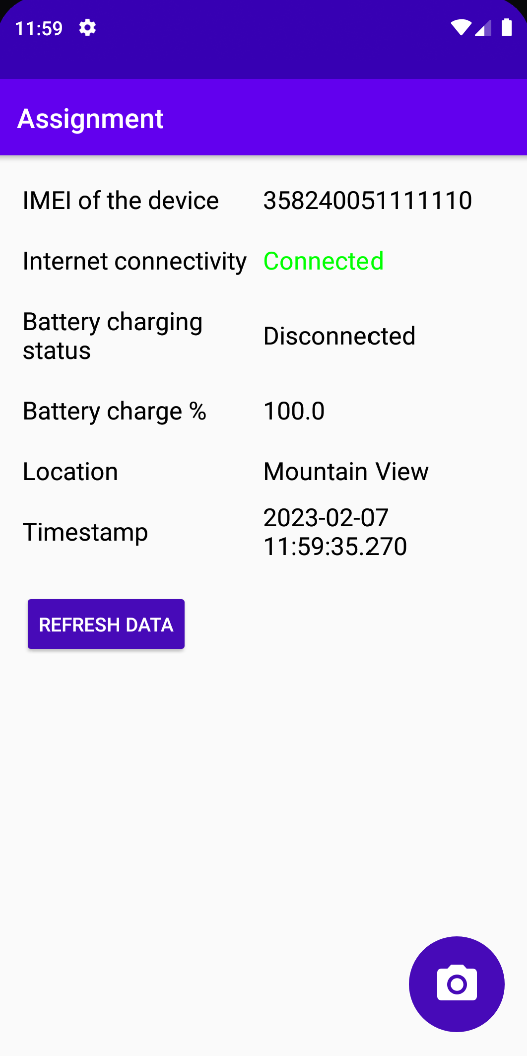 11:59
Assignment
IMEI of the device 358240051111110
Internet connectivity Connected
Battery charging
status
Disconnected
Battery charge % 100.0
Location Mountain View
Timestamp
2023-02-07
11:59:35.270
REFRESH DATA